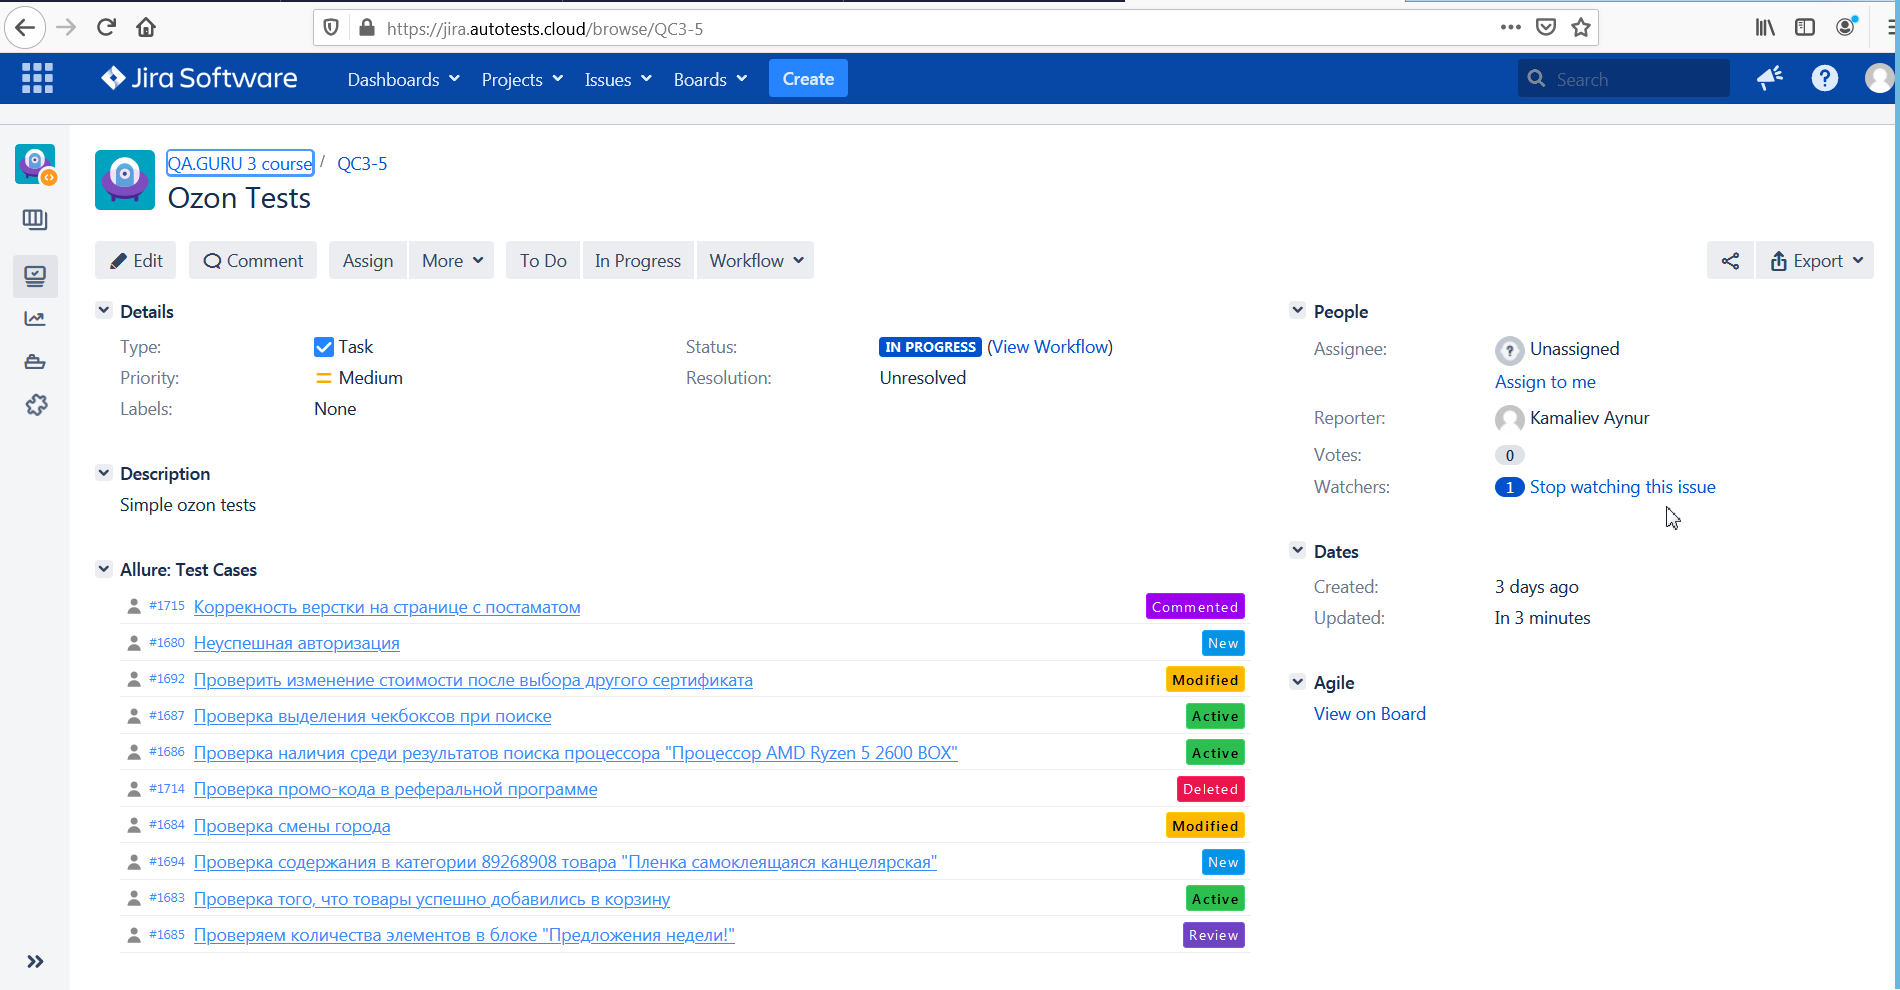 https://jira.autotests.cloud/browse/QC3-5
Jira Software Dashboards Projects Issues Boards Create Search
QA.GURU 3 course / QC3-5
Ozon Tests
Edit Comment Assign More To Do In Progress Workflow Export
Details
Type: Task Status: IN PROGRESS (View Workflow)
Priority: Medium Resolution: Unresolved
Labels: None
Description
Simple ozon tests
Allure: Test Cases
#1715 Коррекность верстки на странице с постаматом Commented
#1680 Неуспешная авторизация New
#1692 Проверить изменение стоимости после выбора другого сертификата Modified
#1687 Проверка выделения чекбоксов при поиске Active
#1686 Проверка наличия среди результатов поиска процессора "Процессор AMD Ryzen 5 2600 BOX" Active
#1714 Проверка промо-кода в реферальной программе Deleted
#1684 Проверка смены города Modified
#1694 Проверка содержания в категории 89268908 товара "Пленка самоклеящаяся канцелярская" New
#1683 Проверка того, что товары успешно добавились в корзину Active
#1685 Проверяем количества элементов в блоке "Предложения недели!" Review
People
Assignee: Unassigned
Assign to me
Reporter: Kamaliev Aynur
Votes: 0
Watchers: 1 Stop watching this issue
Dates
Created: 3 days ago
Updated: In 3 minutes
Agile
View on Board